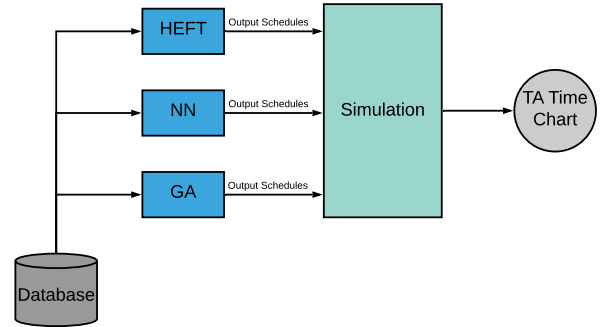 HEFT
Output Schedules
NN
Output Schedules
GA
Output Schedules
Simulation
TA Time
Chart
Database